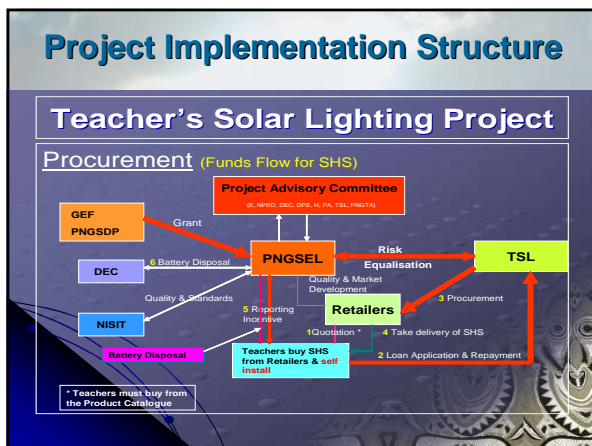 Project Implementation Structure
Teacher's Solar Lighting Project
Procurement (Funds Flow for SHS)
Project Advisory Committee
(E, NPRD, DEC, DPE, H, PA, TSL, PNGTA)
GEF
PNGSDP
Grant
PNGSEL
Risk
Equalisation
TSL
DEC
6 Battery Disposal
Quality & Market
Development
Quality & Standards
Retailers
3 Procurement
NISIT
5 Reporting
Incentive
1Quotation *
4 Take delivery of SHS
Battery Disposal
Teachers buy SHS
from Retailers & self
install
2 Loan Application & Repayment
* Teachers must buy from
the Product Catalogue